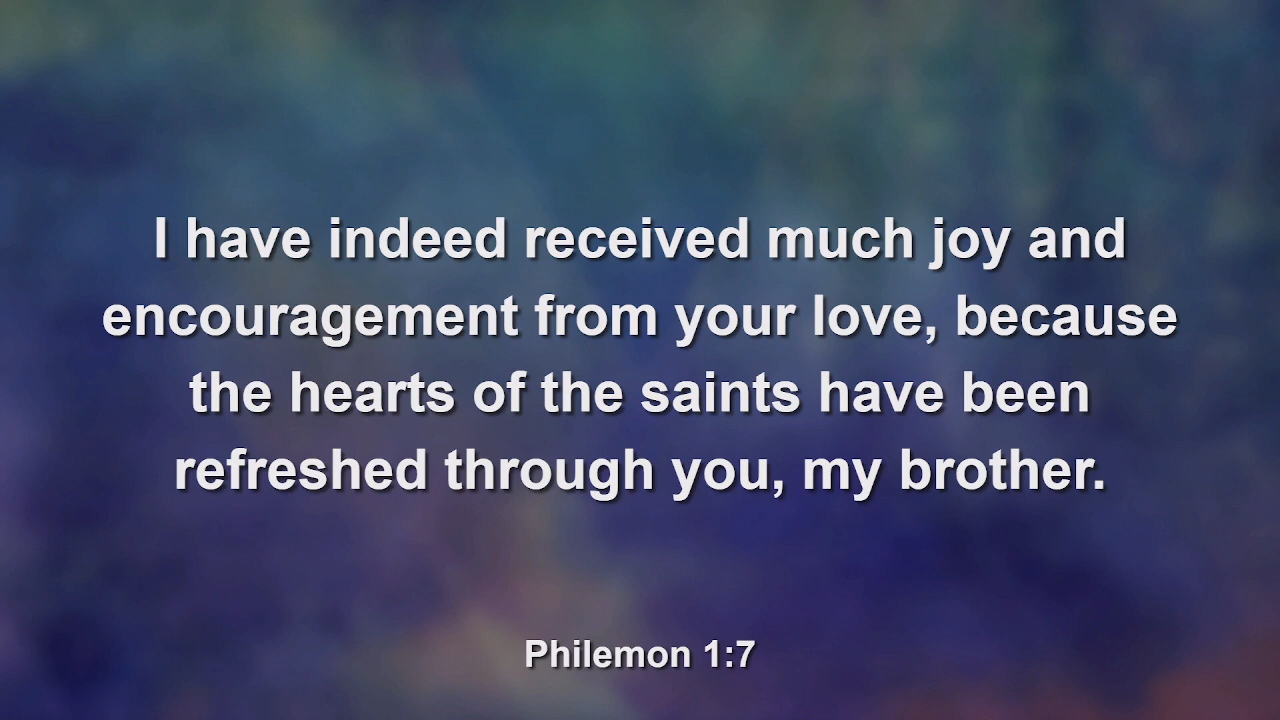 I have indeed received much joy and
encouragement from your love, because
the hearts of the saints have been
refreshed through you, my brother.
Philemon 1:7